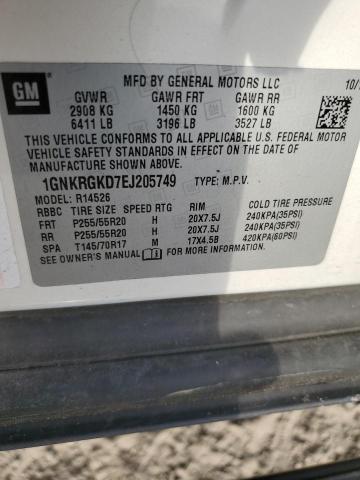 GM
MFD BY GENERAL MOTORS LLC
10/
GVWR GAWR FRT GAWR RR
2908 KG 1450 KG 1600 KG
6411 LB 3196 LB 3527 LB
THIS VEHICLE CONFORMS TO ALL APPLICABLE U.S. FEDERAL
MOTOR VEHICLE SAFETY AND THEFT PREVENTION STANDARDS
IN EFFECT ON THE DATE OF MANUFACTURE SHOWN ABOVE.
1GNKRGKD7EJ205749 TYPE: M.P.V.
MODEL: R14526
RBBC TIRE SIZE SPEED RTG RIM COLD TIRE PRESSURE
FRT P255/55R20 H 20X7.5J 240KPA(35PSI)
RR P255/55R20 H 20X7.5J 240KPA(35PSI)
SPA T145/70R17 M 17X4.5B 420KPA(60PSI)
SEE OWNER'S MANUAL FOR MORE INFORMATION.